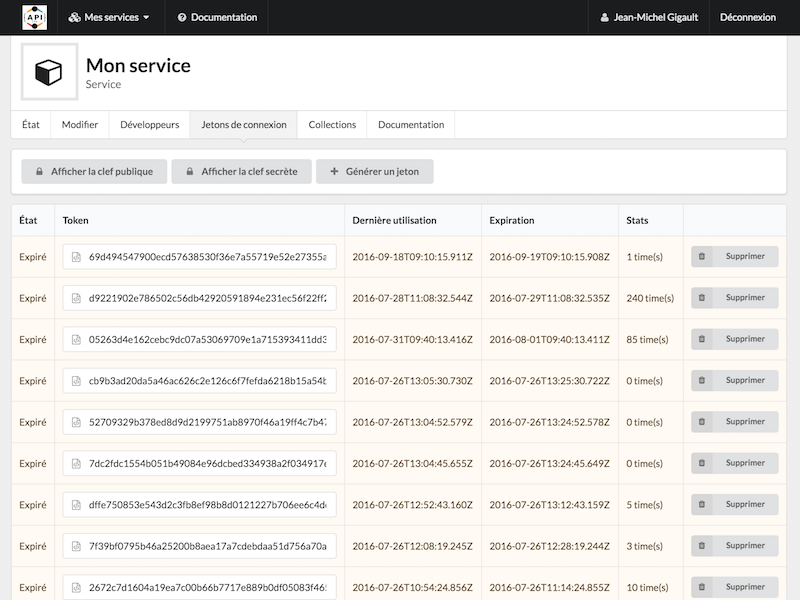 API Mes services Documentation Jean-Michel Gigault Déconnexion
Mon service
Service
État Modifier Développeurs Jetons de connexion Collections Documentation
Afficher la clef publique Afficher la clef secrète Générer un jeton
État Token Dernière utilisation Expiration Stats
Expiré 69d494547900ecd57638530f36e7a55719e52e27355a 2016-09-18T09:10:15.911Z 2016-09-19T09:10:15.908Z 1 time(s) Supprimer
Expiré d9221902e786502c56db42920591894e231ec56f22ff2 2016-07-28T11:08:32.544Z 2016-07-29T11:08:32.535Z 240 time(s) Supprimer
Expiré 05263d4e162cebc9dc07a53069709e1a715393411dd3 2016-07-31T09:40:13.416Z 2016-08-01T09:40:13.411Z 85 time(s) Supprimer
Expiré cb9b3ad20da5a46ac626c2e126c6f7fefda6218b15a54b 2016-07-26T13:05:30.730Z 2016-07-26T13:25:30.722Z 0 time(s) Supprimer
Expiré 52709329b378ed8d9d2199751ab8970f46a19ff4c7b47 2016-07-26T13:04:52.579Z 2016-07-26T13:24:52.578Z 0 time(s) Supprimer
Expiré 7dc2fdc1554b051b49084e96dcbed334938a2f034917e 2016-07-26T13:04:45.655Z 2016-07-26T13:24:45.649Z 0 time(s) Supprimer
Expiré dffe750853e543d2c3fb8ef98b8d0121227b706ee6c4de 2016-07-26T12:52:43.160Z 2016-07-26T13:12:43.159Z 5 time(s) Supprimer
Expiré 7f39bf0795b46a25200b8aea17a7cdebdaa51d756a70a 2016-07-26T12:08:19.245Z 2016-07-26T12:28:19.244Z 3 time(s) Supprimer
Expiré 2672c7d1604a19ea7c00b66b7717e889b0df05083f465 2016-07-26T10:54:24.856Z 2016-07-26T11:14:24.855Z 10 time(s) Supprimer